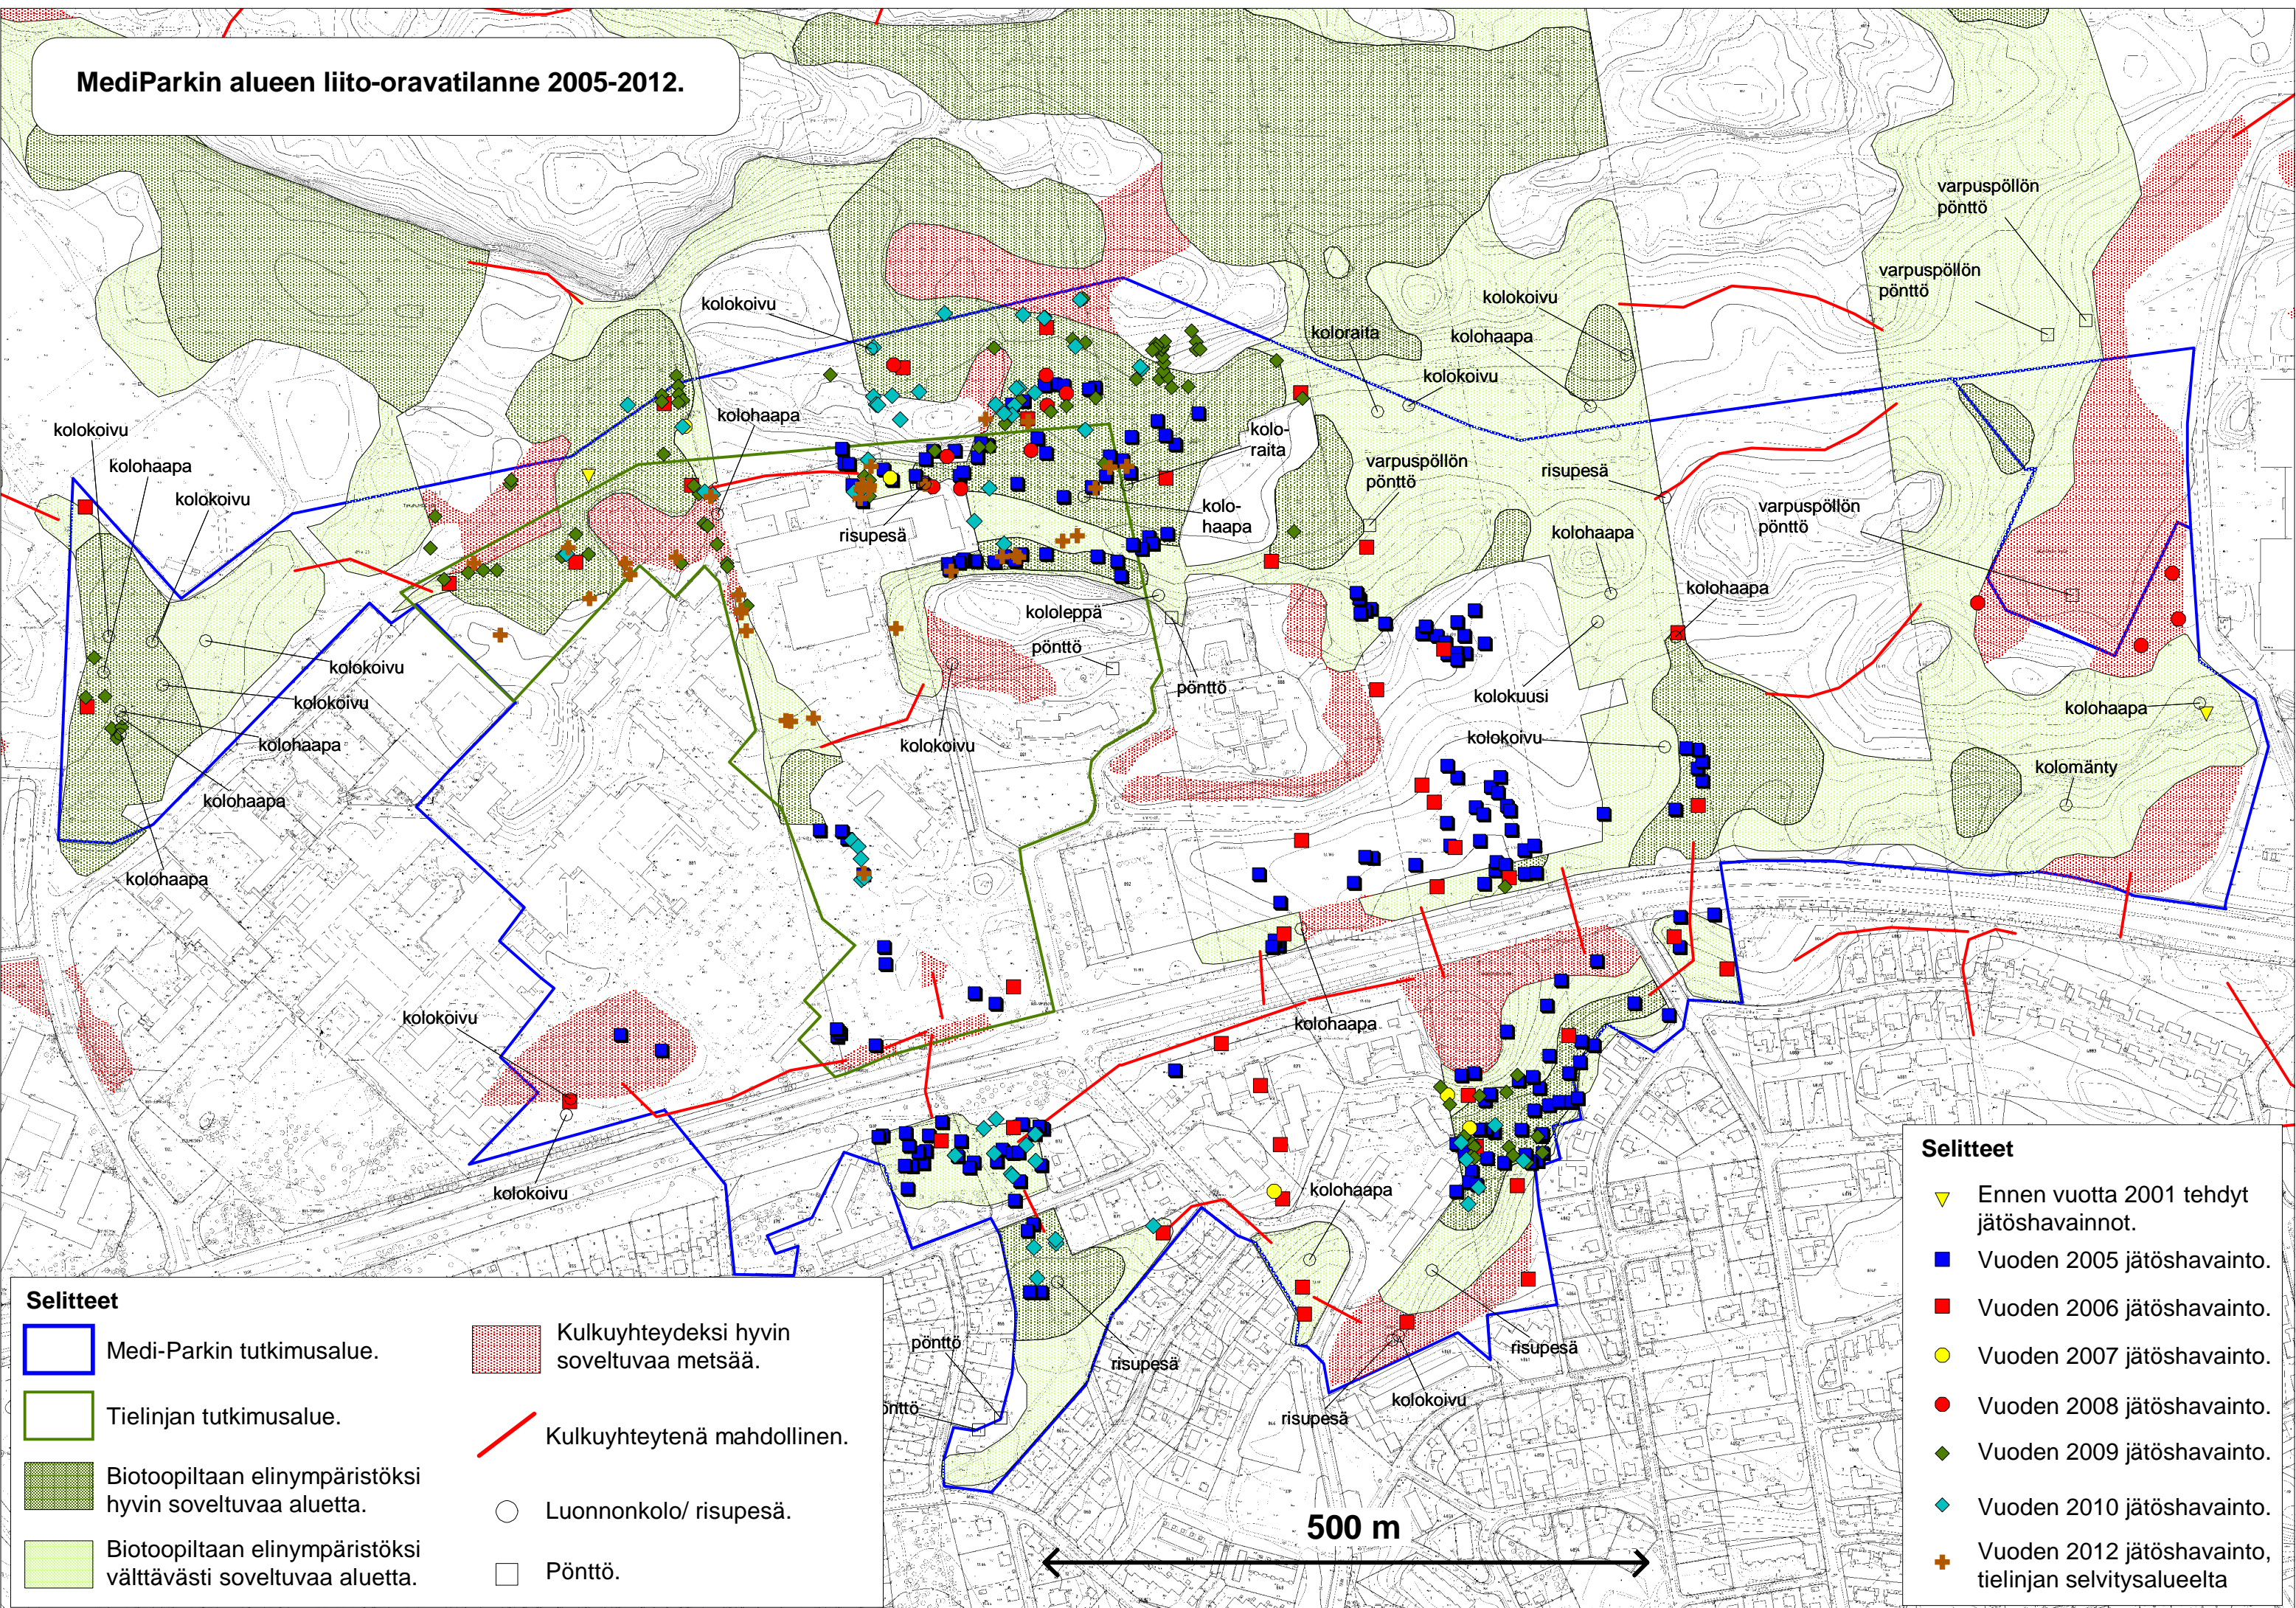 MediParkin alueen liito-oravatilanne 2005-2012.
varpuspöllön
pönttö
varpuspöllön
pönttö
kolokoivu
kolokoivu
koloraita
kolohaapa
kolokoivu
kolohaapa
kolokoivu
kolohaapa
kolokoivu
kolo-
raita
varpuspöllön
pönttö
risupesä
kolo-
haapa
varpuspöllön
pönttö
risupesä
kolohaapa
kolohaapa
kololeppä
pönttö
kolokoivu
pönttö
kolokuusi
kolokoivu
kolohaapa
kolokoivu
kolohaapa
kolokoivu
kolomänty
kolohaapa
kolohaapa
kolokoivu
kolohaapa
kolokoivu
kolohaapa
pönttö
risupesä
risupesä
kolokoivu
önttö
risupesä
500 m
Selitteet
Medi-Parkin tutkimusalue.
Tielinjan tutkimusalue.
Biotoopiltaan elinympäristöksi
hyvin soveltuvaa aluetta.
Biotoopiltaan elinympäristöksi
välttävästi soveltuvaa aluetta.
Kulkuyhteydeksi hyvin
soveltuvaa metsää.
Kulkuyhteytenä mahdollinen.
Luonnonkolo/ risupesä.
Pönttö.
Selitteet
Ennen vuotta 2001 tehdyt
jätöshavainnot.
Vuoden 2005 jätöshavainto.
Vuoden 2006 jätöshavainto.
Vuoden 2007 jätöshavainto.
Vuoden 2008 jätöshavainto.
Vuoden 2009 jätöshavainto.
Vuoden 2010 jätöshavainto.
Vuoden 2012 jätöshavainto,
tielinjan selvitysalueelta